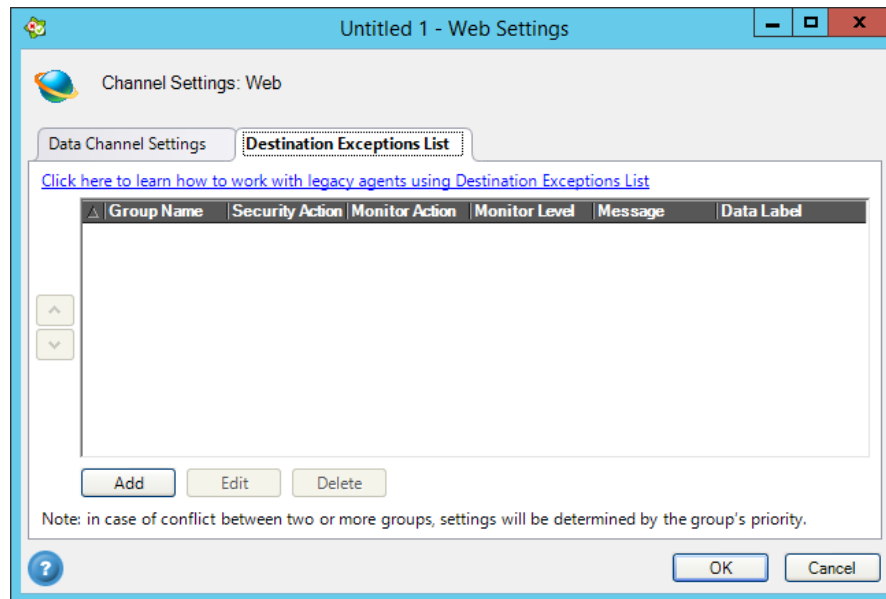 Untitled 1 - Web Settings
Channel Settings: Web
Data Channel Settings Destination Exceptions List
Click here to learn how to work with legacy agents using Destination Exceptions List
Group Name Security Action Monitor Action Monitor Level Message Data Label
Add Edit Delete
Note: in case of conflict between two or more groups, settings will be determined by the group's priority.
OK Cancel